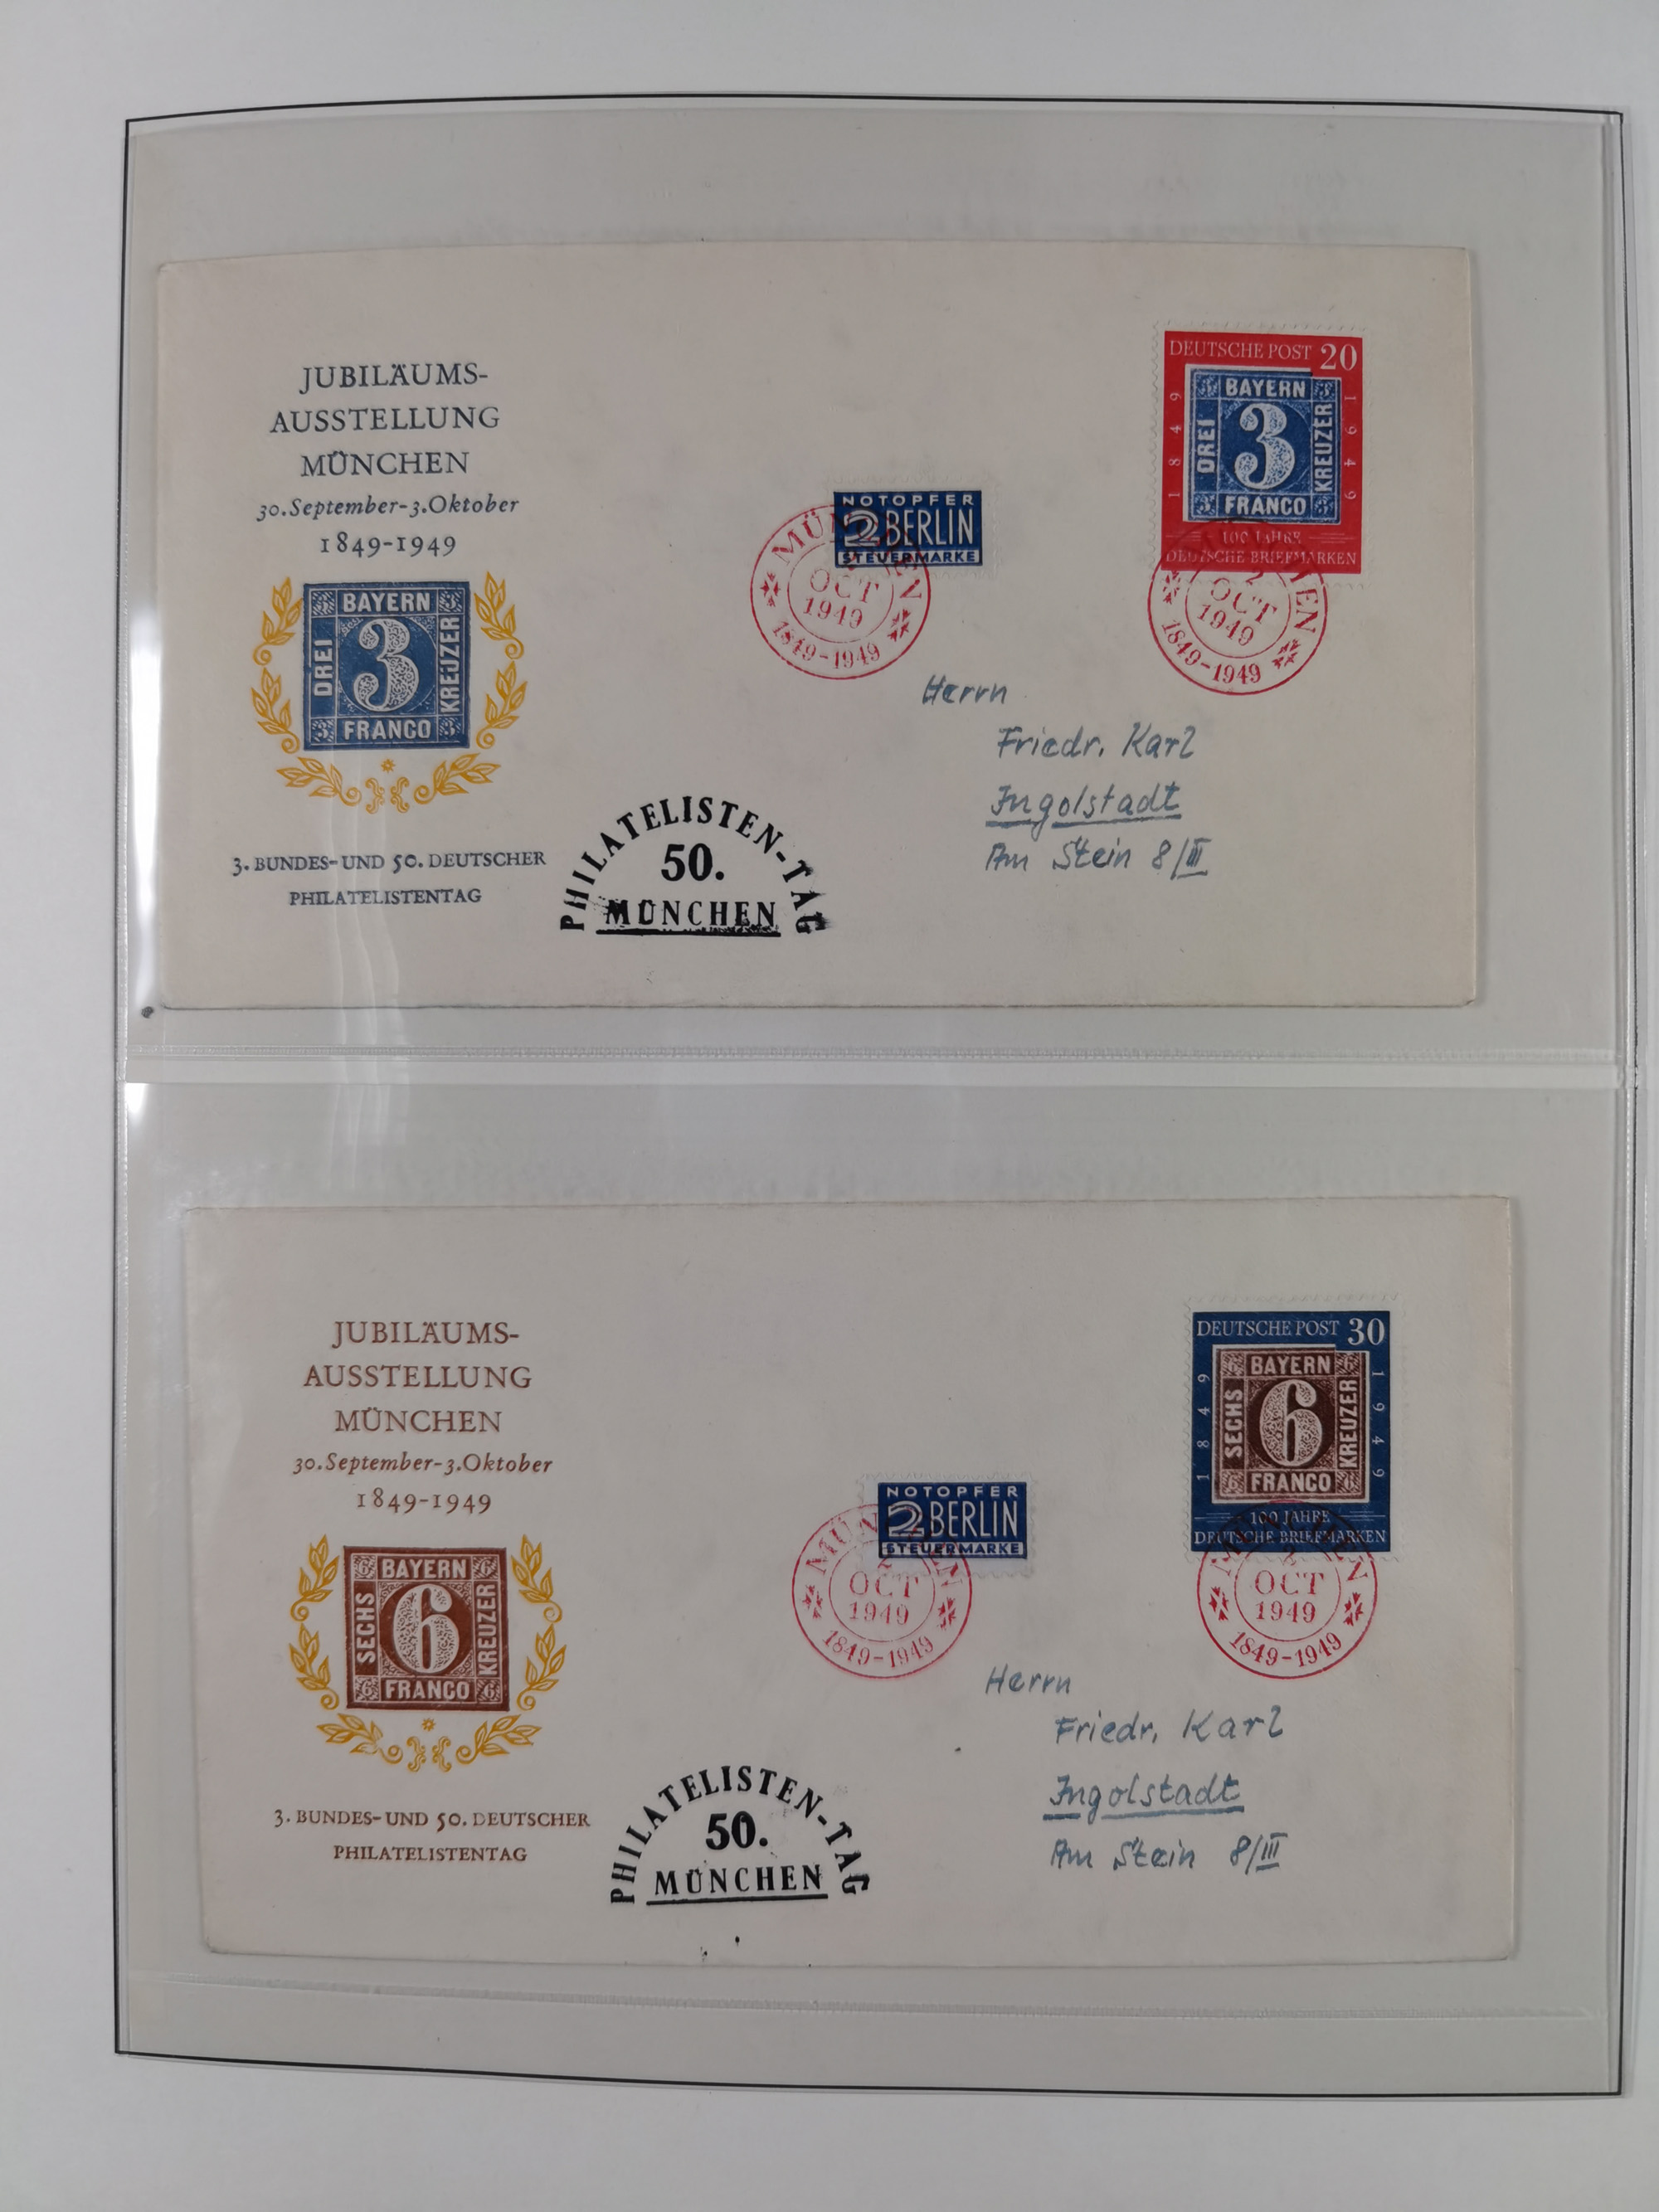 JUBILÄUMS-
AUSSTELLUNG
MÜNCHEN
30. September-3. Oktober
1849-1949
BAYERN
DREI
3
KREUZER
FRANCO
3. BUNDES- UND 50. DEUTSCHER
PHILATELISTENTAG
PHILATELISTEN-TAG
50.
MÜNCHEN
NOTOPFER
2 BERLIN
STEUERMARKE
MÜNCHEN
OCT
1949
1849-1949
DEUTSCHE POST 20
1849
1949
BAYERN
DREI
3
KREUZER
FRANCO
100 JAHRE
DEUTSCHE BRIEFMARKEN
2
OCT
1949
1849-1949
Herrn
Friedr. Karl
Ingolstadt
Am Stein 8/III
JUBILÄUMS-
AUSSTELLUNG
MÜNCHEN
30. September-3. Oktober
1849-1949
BAYERN
SECHS
6
KREUZER
FRANCO
3. BUNDES- UND 50. DEUTSCHER
PHILATELISTENTAG
PHILATELISTEN-TAG
50.
MÜNCHEN
NOTOPFER
2 BERLIN
STEUERMARKE
MÜNCHEN
OCT
1949
1849-1949
DEUTSCHE POST 30
1849
1949
BAYERN
SECHS
6
KREUZER
FRANCO
100 JAHRE
DEUTSCHE BRIEFMARKEN
OCT
1949
1849-1949
Herrn
Friedr. Karl
Ingolstadt
Am Stein 8/III